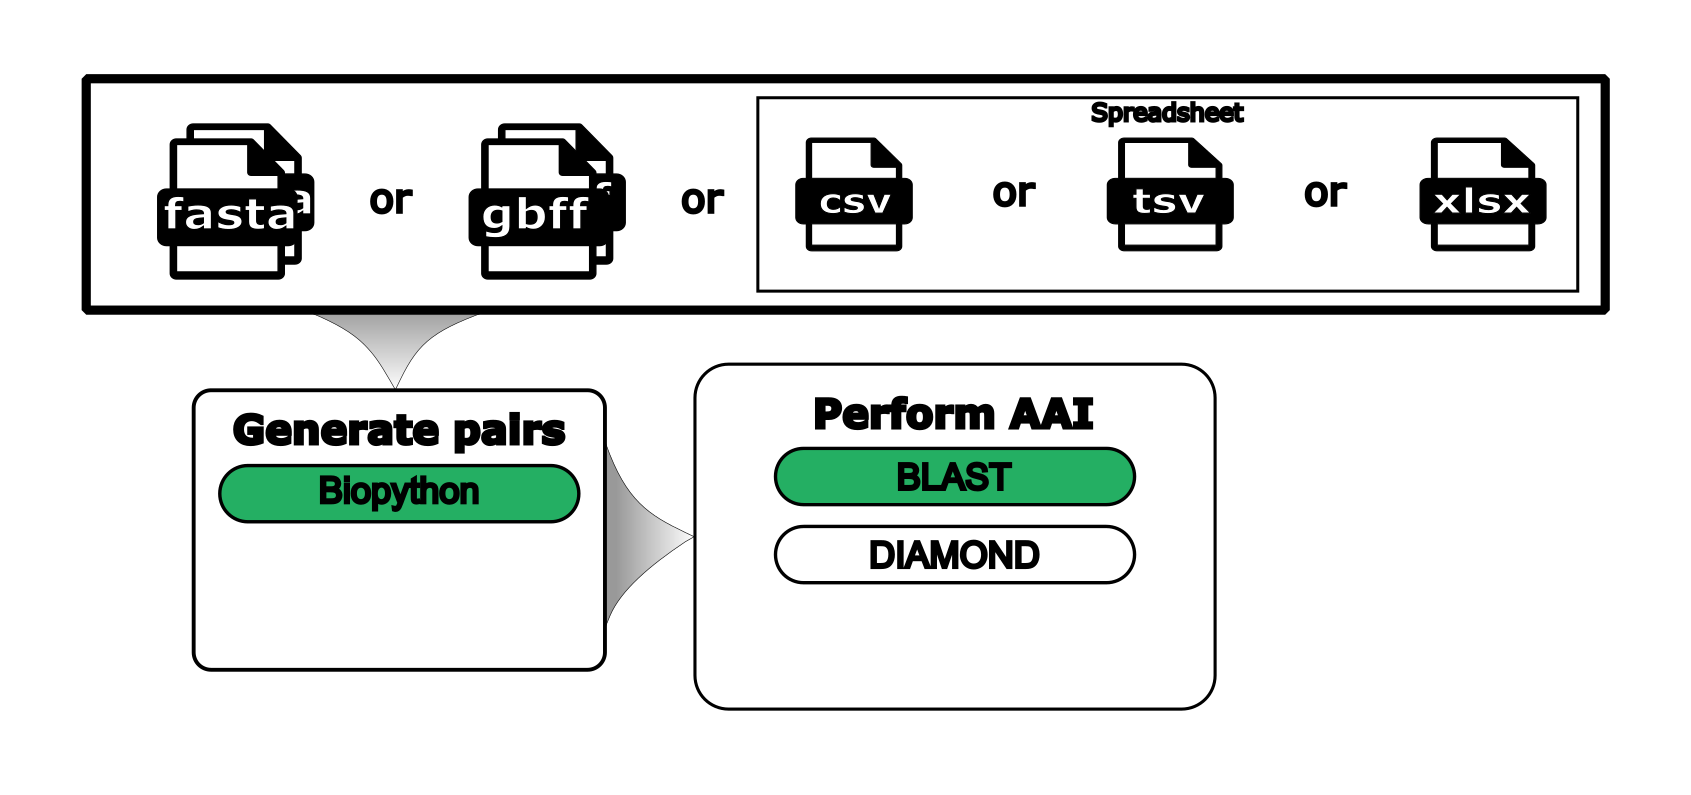 Spreadsheet
fasta a or gbff f or csv or tsv or xlsx
Generate pairs
Biopython
Perform AAI
BLAST
DIAMOND